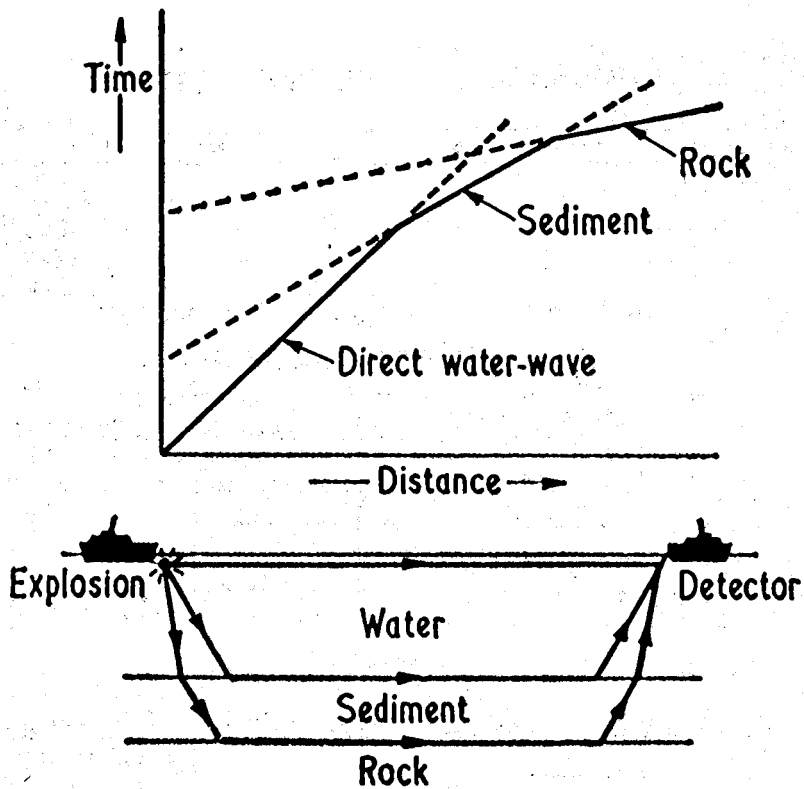 Time
Rock
Sediment
Direct water-wave
Distance
Explosion
Detector
Water
Sediment
Rock